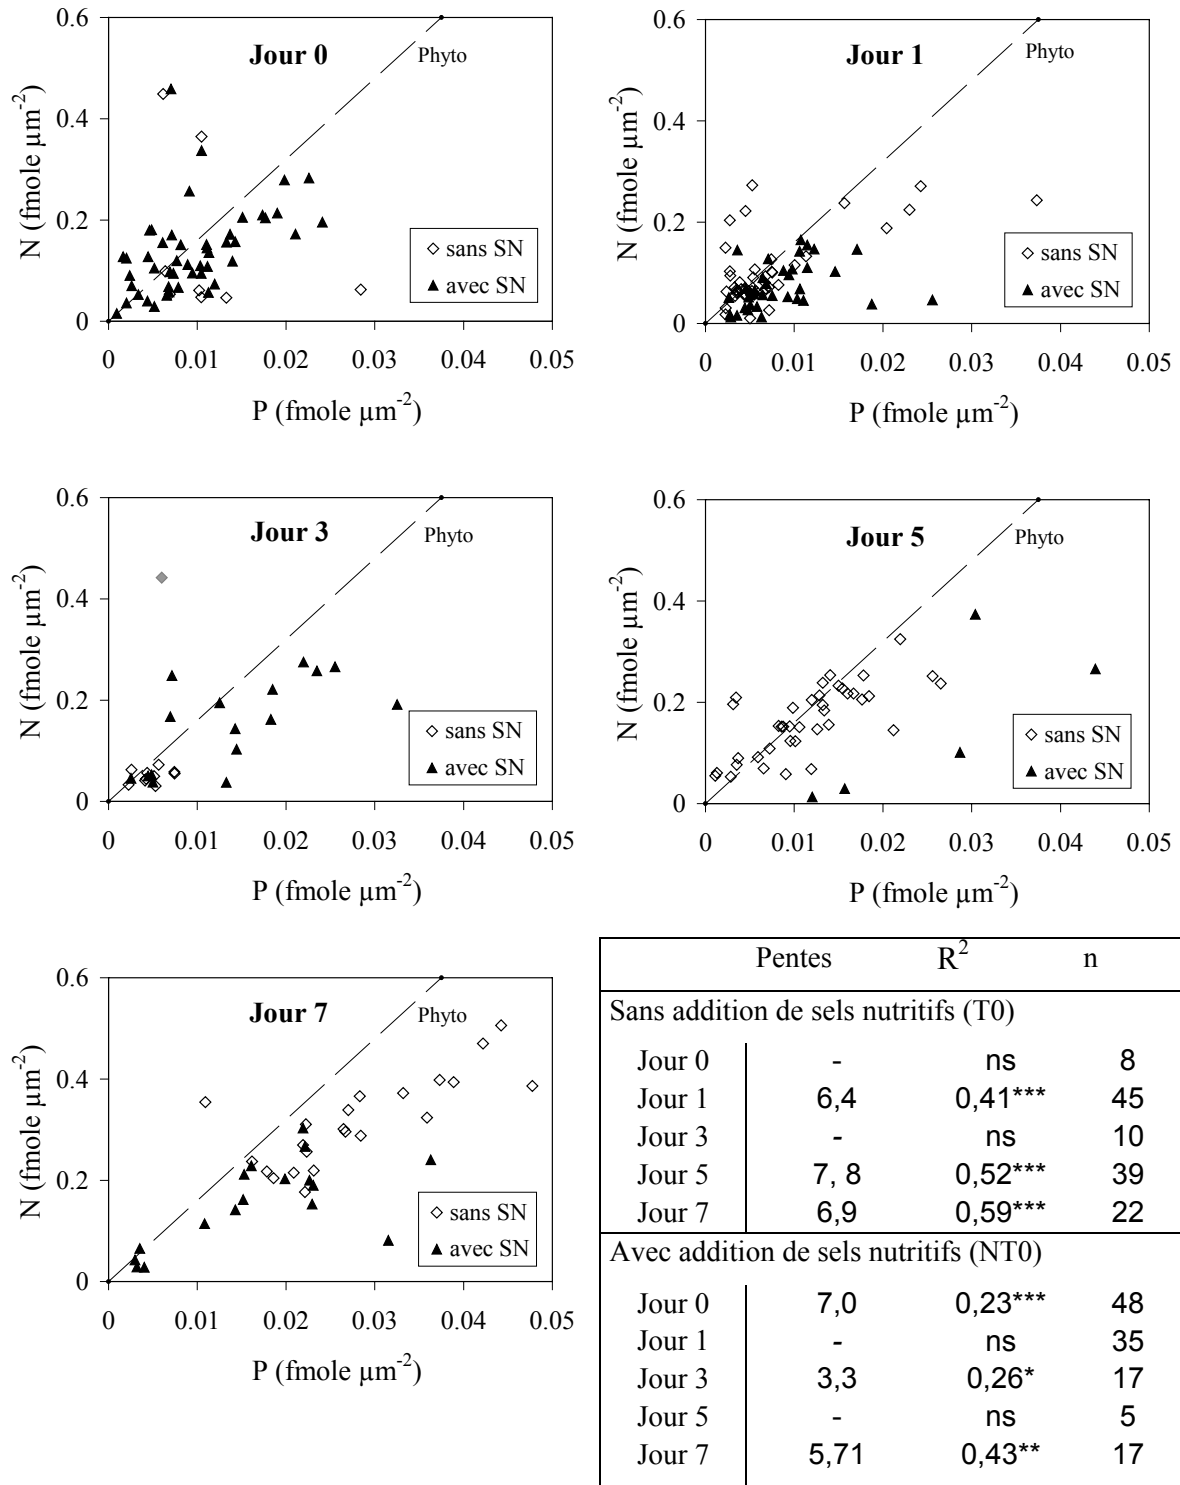 Jour 0
Phyto
N (fmole µm-2)
0.6
0.4
0.2
0
sans SN
avec SN
0 0.01 0.02 0.03 0.04 0.05
P (fmole µm-2)
Jour 1
Phyto
N (fmole µm-2)
0.6
0.4
0.2
0
sans SN
avec SN
0 0.01 0.02 0.03 0.04 0.05
P (fmole µm-2)
Jour 3
Phyto
N (fmole µm-2)
0.6
0.4
0.2
0
sans SN
avec SN
0 0.01 0.02 0.03 0.04 0.05
P (fmole µm-2)
Jour 5
Phyto
N (fmole µm-2)
0.6
0.4
0.2
0
sans SN
avec SN
0 0.01 0.02 0.03 0.04 0.05
P (fmole µm-2)
Jour 7
Phyto
N (fmole µm-2)
0.6
0.4
0.2
0
sans SN
avec SN
0 0.01 0.02 0.03 0.04 0.05
P (fmole µm-2)
Pentes R2 n
Sans addition de sels nutritifs (T0)
Jour 0 - ns 8
Jour 1 6,4 0,41*** 45
Jour 3 - ns 10
Jour 5 7, 8 0,52*** 39
Jour 7 6,9 0,59*** 22
Avec addition de sels nutritifs (NT0)
Jour 0 7,0 0,23*** 48
Jour 1 - ns 35
Jour 3 3,3 0,26* 17
Jour 5 - ns 5
Jour 7 5,71 0,43** 17